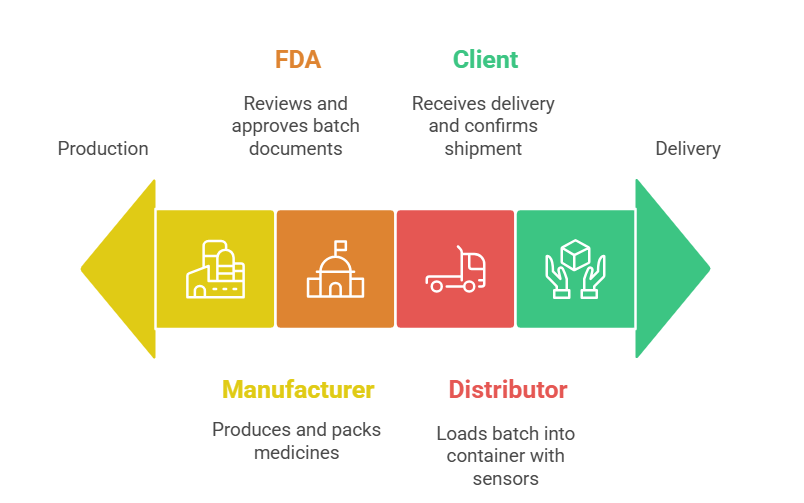 FDA
Reviews and
approves batch
documents
Client
Receives delivery
and confirms
shipment
Production
Delivery
Manufacturer
Produces and packs
medicines
Distributor
Loads batch into
container with
sensors